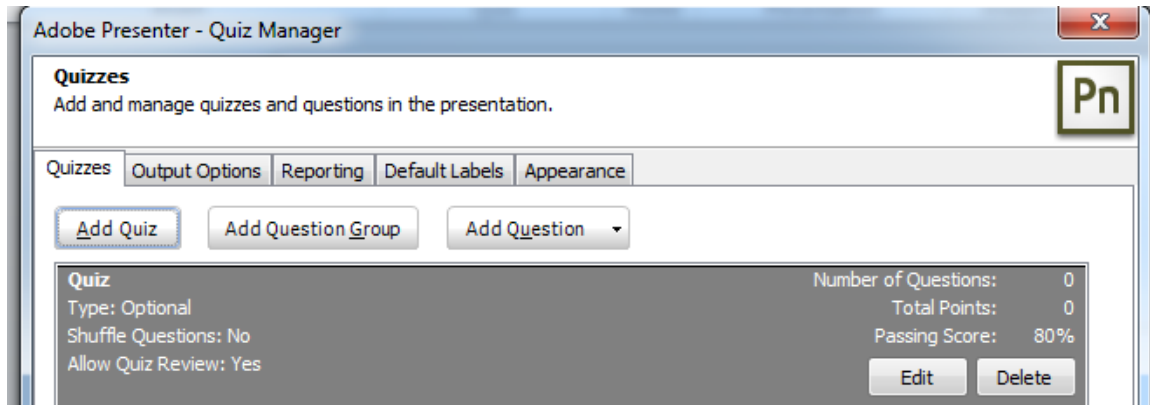 Adobe Presenter - Quiz Manager
Quizzes
Add and manage quizzes and questions in the presentation.
Pn
Quizzes Output Options Reporting Default Labels Appearance
Add Quiz Add Question Group Add Question
Quiz Number of Questions: 0
Type: Optional Total Points: 0
Shuffle Questions: No Passing Score: 80%
Allow Quiz Review: Yes
Edit Delete